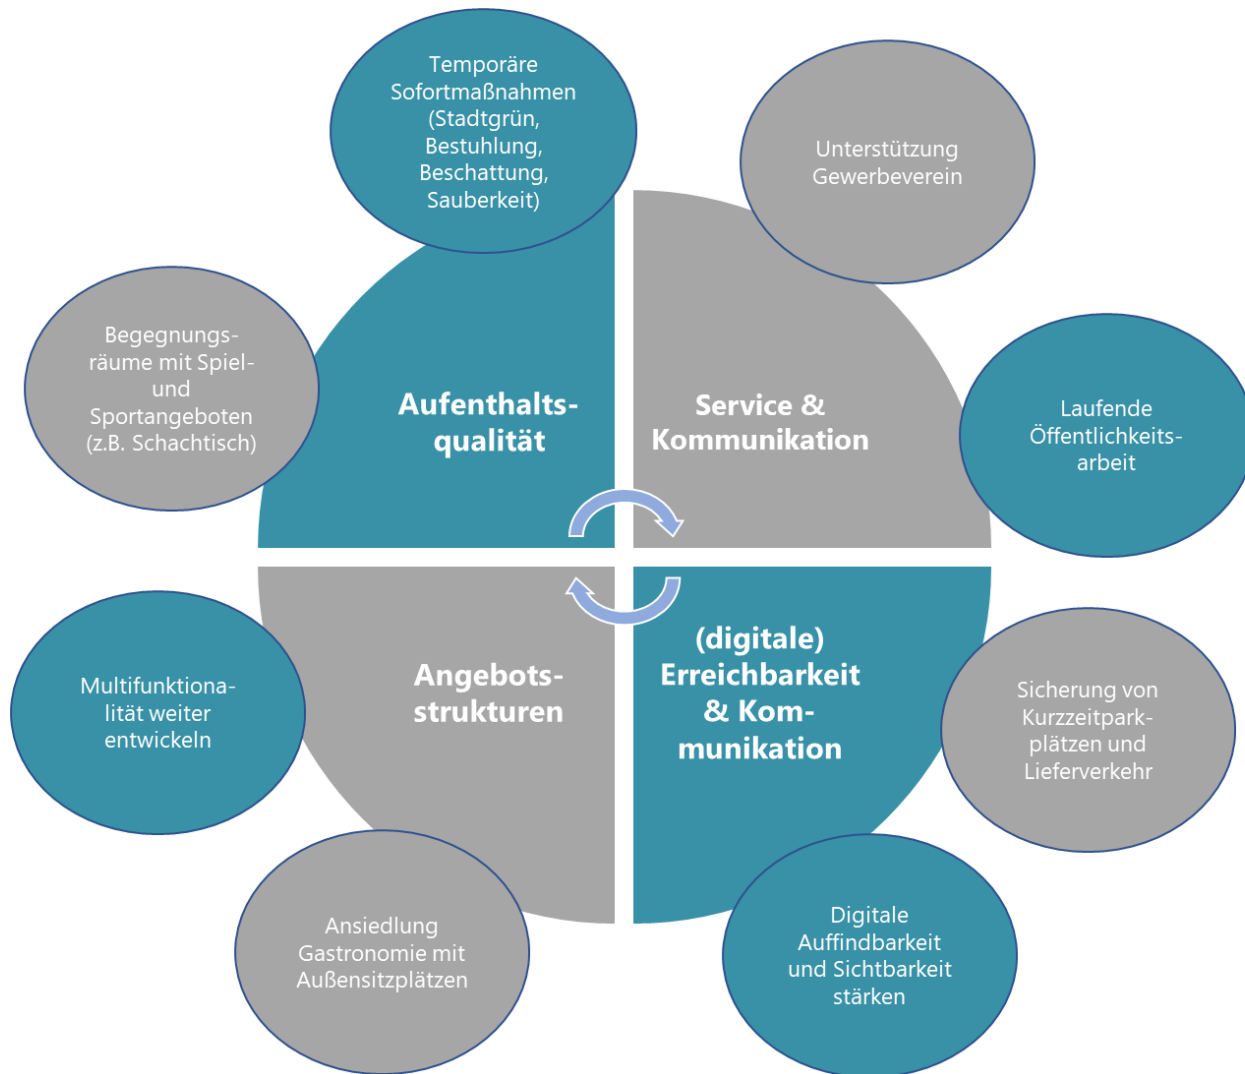 Temporäre
Sofortmaßnahmen
(Stadtgrün,
Bestuhlung,
Beschattung,
Sauberkeit)
Unterstützung
Gewerbeverein
Begegnungs-
räume mit Spiel-
und
Sportangeboten
(z.B. Schachtisch)
Aufenthalts-
qualität
Service &
Kommunikation
Laufende
Öffentlichkeits-
arbeit
Multifunktiona-
lität weiter
entwickeln
Angebots-
strukturen
(digitale)
Erreichbarkeit
& Kom-
munikation
Sicherung von
Kurzzeitpark-
plätzen und
Lieferverkehr
Ansiedlung
Gastronomie mit
Außensitzplätzen
Digitale
Auffindbarkeit
und Sichtbarkeit
stärken